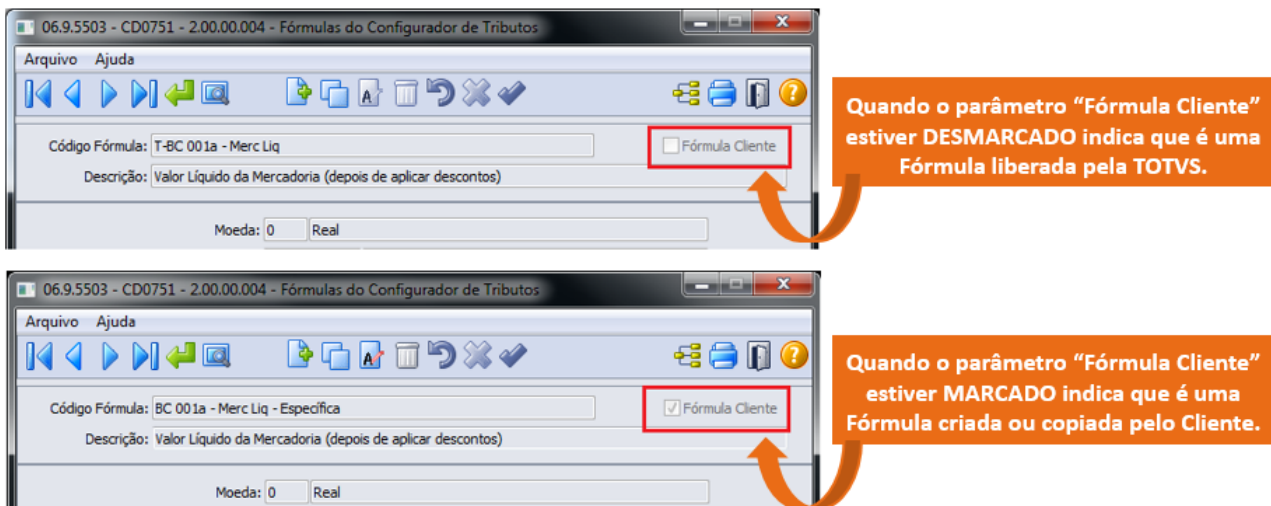 06.9.5503 - CD0751 - 2.00.00.004 - Fórmulas do Configurador de Tributos
Arquivo Ajuda
Código Fórmula: T-BC 001a - Merc Liq
Fórmula Cliente
Descrição: Valor Líquido da Mercadoria (depois de aplicar descontos)
Moeda: 0 Real
Quando o parâmetro “Fórmula Cliente”
estiver DESMARCADO indica que é uma
Fórmula liberada pela TOTVS.
06.9.5503 - CD0751 - 2.00.00.004 - Fórmulas do Configurador de Tributos
Arquivo Ajuda
Código Fórmula: BC 001a - Merc Liq - Específica
Fórmula Cliente
Descrição: Valor Líquido da Mercadoria (depois de aplicar descontos)
Moeda: 0 Real
Quando o parâmetro “Fórmula Cliente”
estiver MARCADO indica que é uma
Fórmula criada ou copiada pelo Cliente.